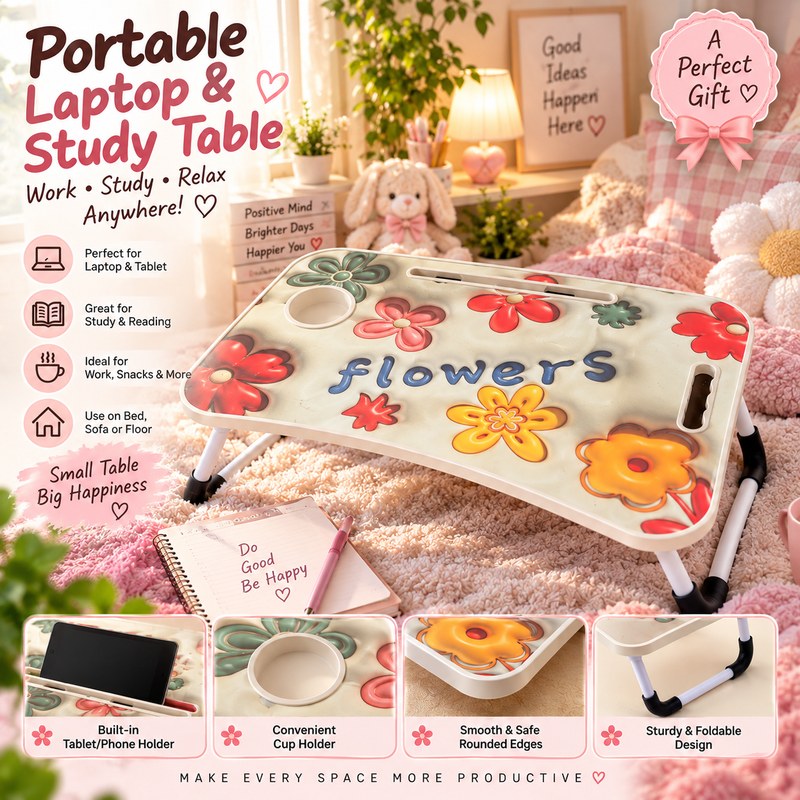 Portable
Laptop &
Study Table
Work • Study • Relax
Anywhere! ♡
A
Perfect
Gift ♡
Good
Ideas
Happen
Here ♡
Positive Mind
Brighter Days
Happier You ♡
Perfect for
Laptop & Tablet
Great for
Study & Reading
Ideal for
Work, Snacks & More
Use on Bed,
Sofa or Floor
Small Table
Big Happiness
♡
flowers
Do
Good
Be Happy
♡
Built-in
Tablet/Phone Holder
Convenient
Cup Holder
Smooth & Safe
Rounded Edges
Sturdy & Foldable
Design
MAKE EVERY SPACE MORE PRODUCTIVE ♡